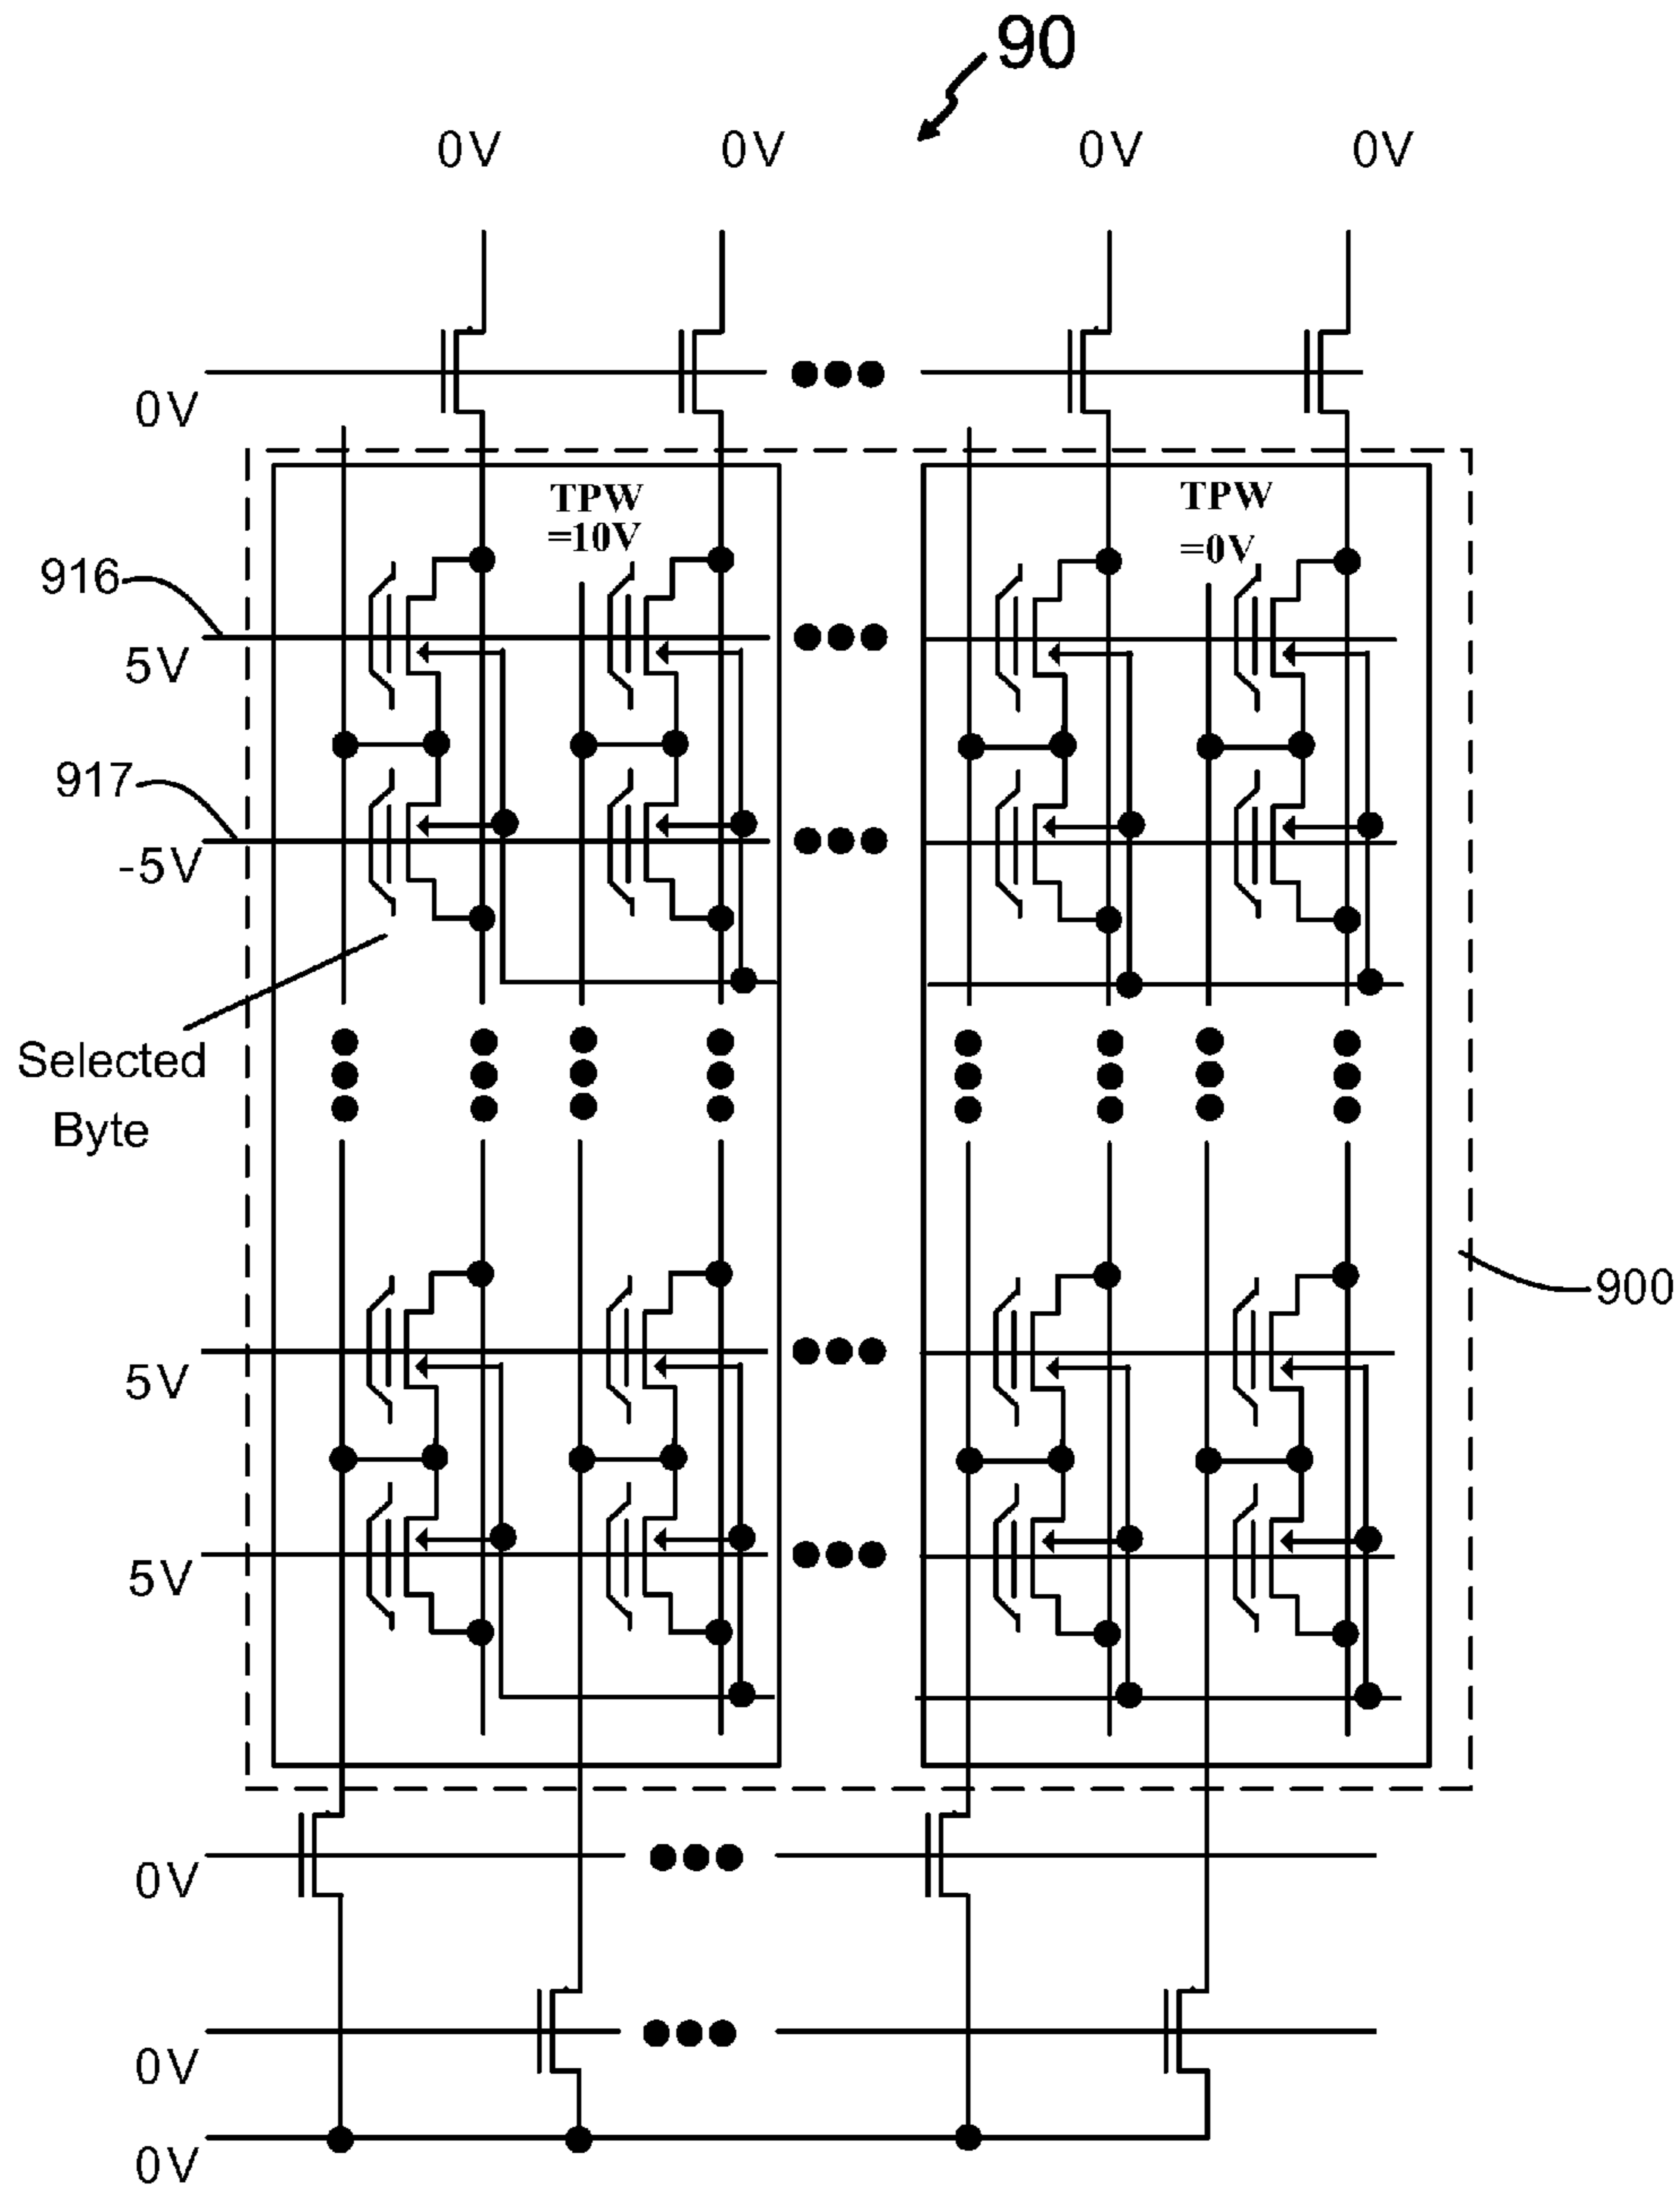 90
0V 0V 0V 0V
0V
TPW
=10V
TPW
=0V
916
5V
917
-5V
Selected
Byte
900
5V
5V
0V
0V
0V